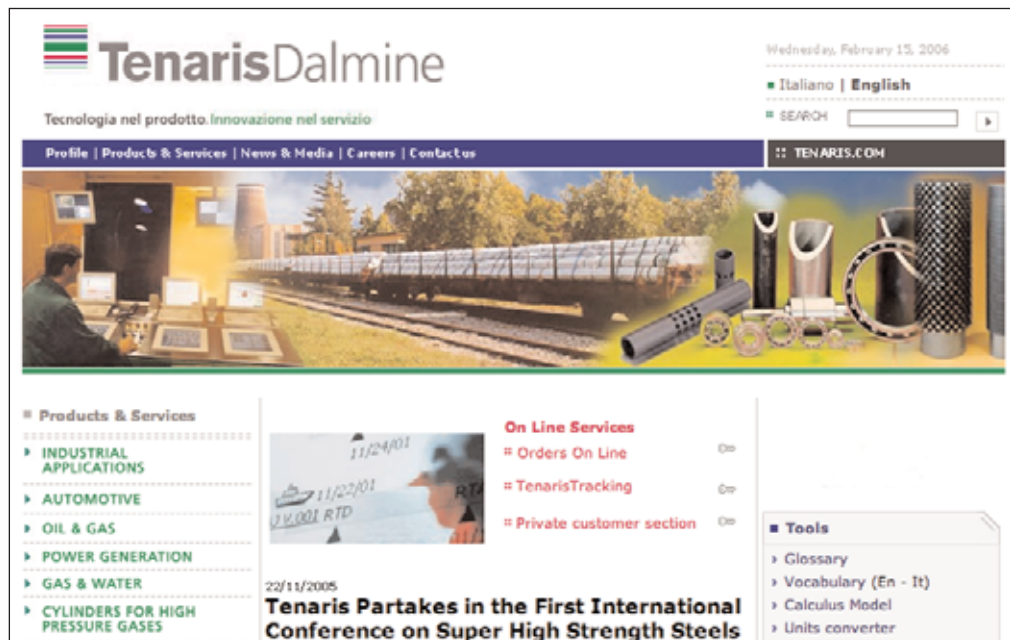 TenarisDalmine
Wednesday, February 15, 2006
Italiano | English
Tecnologia nel prodotto. Innovazione nel servizio
SEARCH
Profile | Products & Services | News & Media | Careers | Contact us
TENARIS.COM
Products & Services
INDUSTRIAL
APPLICATIONS
AUTOMOTIVE
OIL & GAS
POWER GENERATION
GAS & WATER
CYLINDERS FOR HIGH
PRESSURE GASES
11/24/01
11/22/01
RTA
001 RTD
On Line Services
Orders On Line
TenarisTracking
Private customer section
22/11/2005
Tenaris Partakes in the First International
Conference on Super High Strength Steels
Tools
Glossary
Vocabulary (En - It)
Calculus Model
Units converter